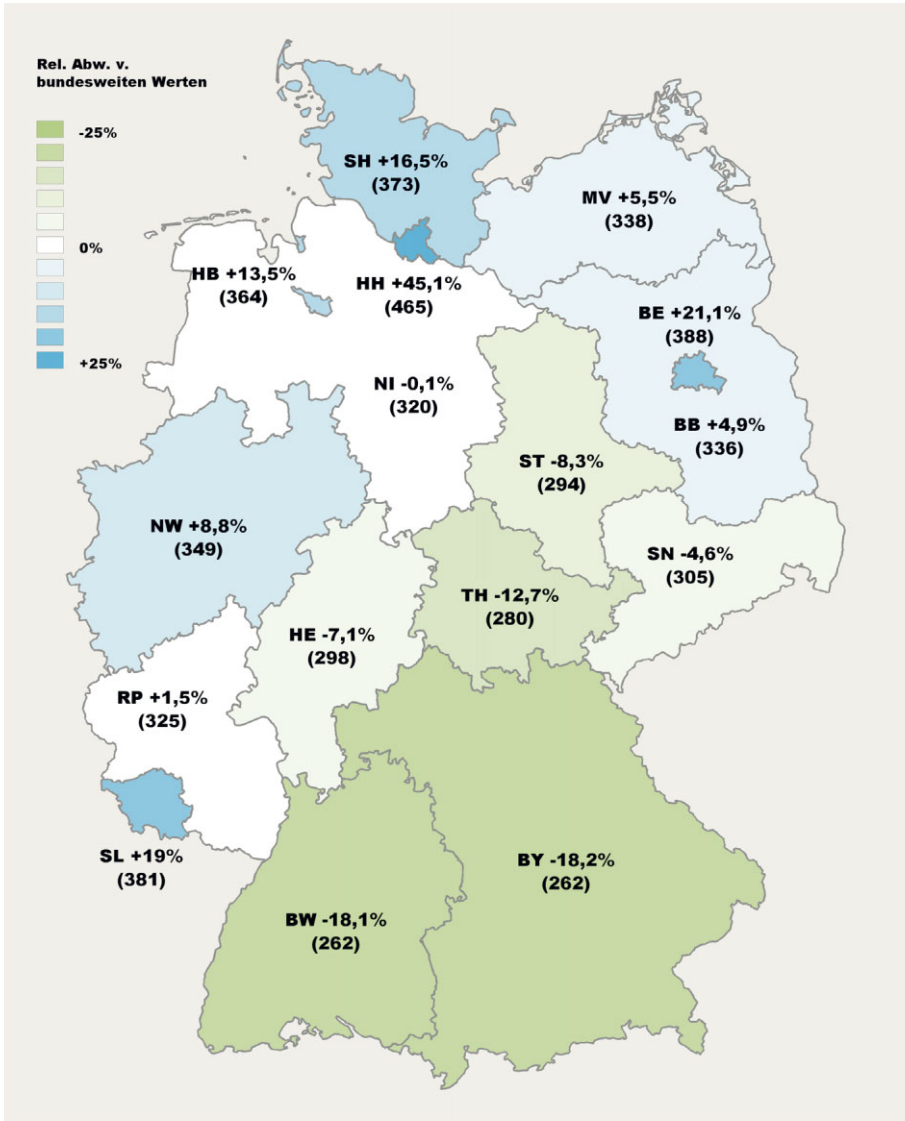 Rel. Abw. v.
bundesweiten Werten
-25%
0%
+25%
SH +16,5%
(373)
MV +5,5%
(338)
HB +13,5%
(364)
HH +45,1%
(465)
BE +21,1%
(388)
NI -0,1%
(320)
BB +4,9%
(336)
ST -8,3%
(294)
NW +8,8%
(349)
SN -4,6%
(305)
TH -12,7%
(280)
HE -7,1%
(298)
RP +1,5%
(325)
SL +19%
(381)
BY -18,2%
(262)
BW -18,1%
(262)